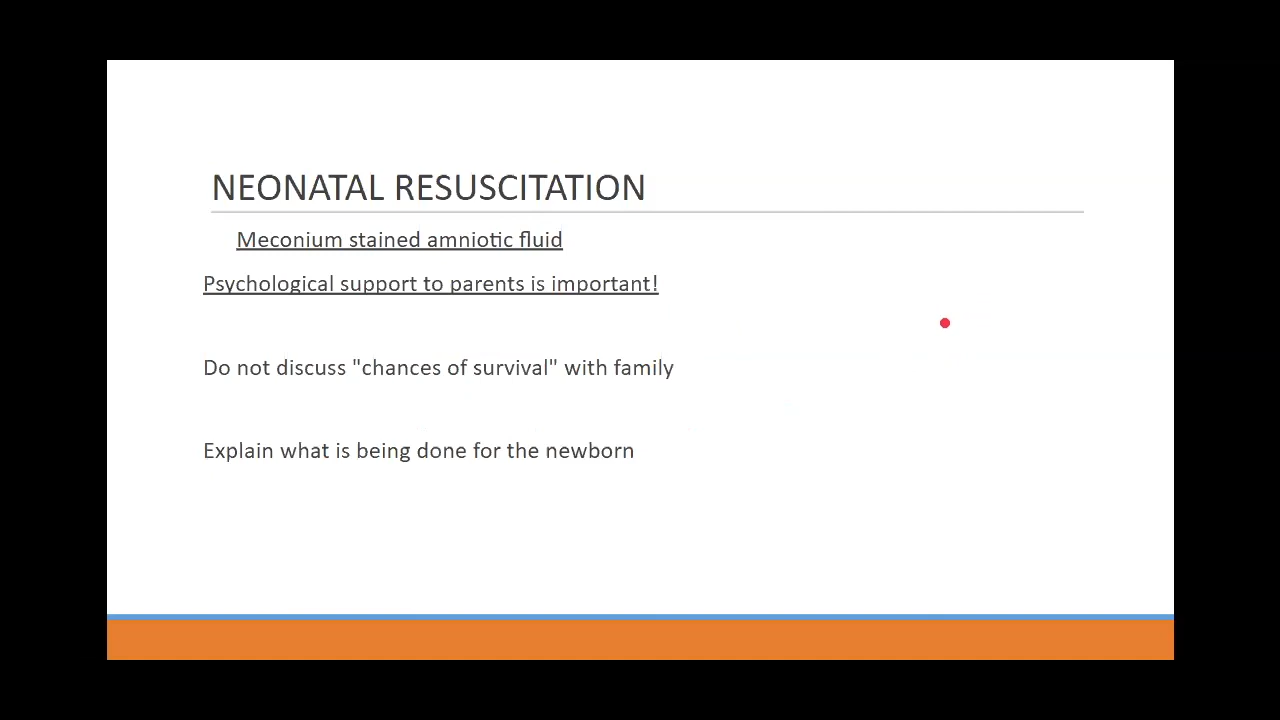 NEONATAL RESUSCITATION
Meconium stained amniotic fluid
Psychological support to parents is important!
Do not discuss "chances of survival" with family
Explain what is being done for the newborn